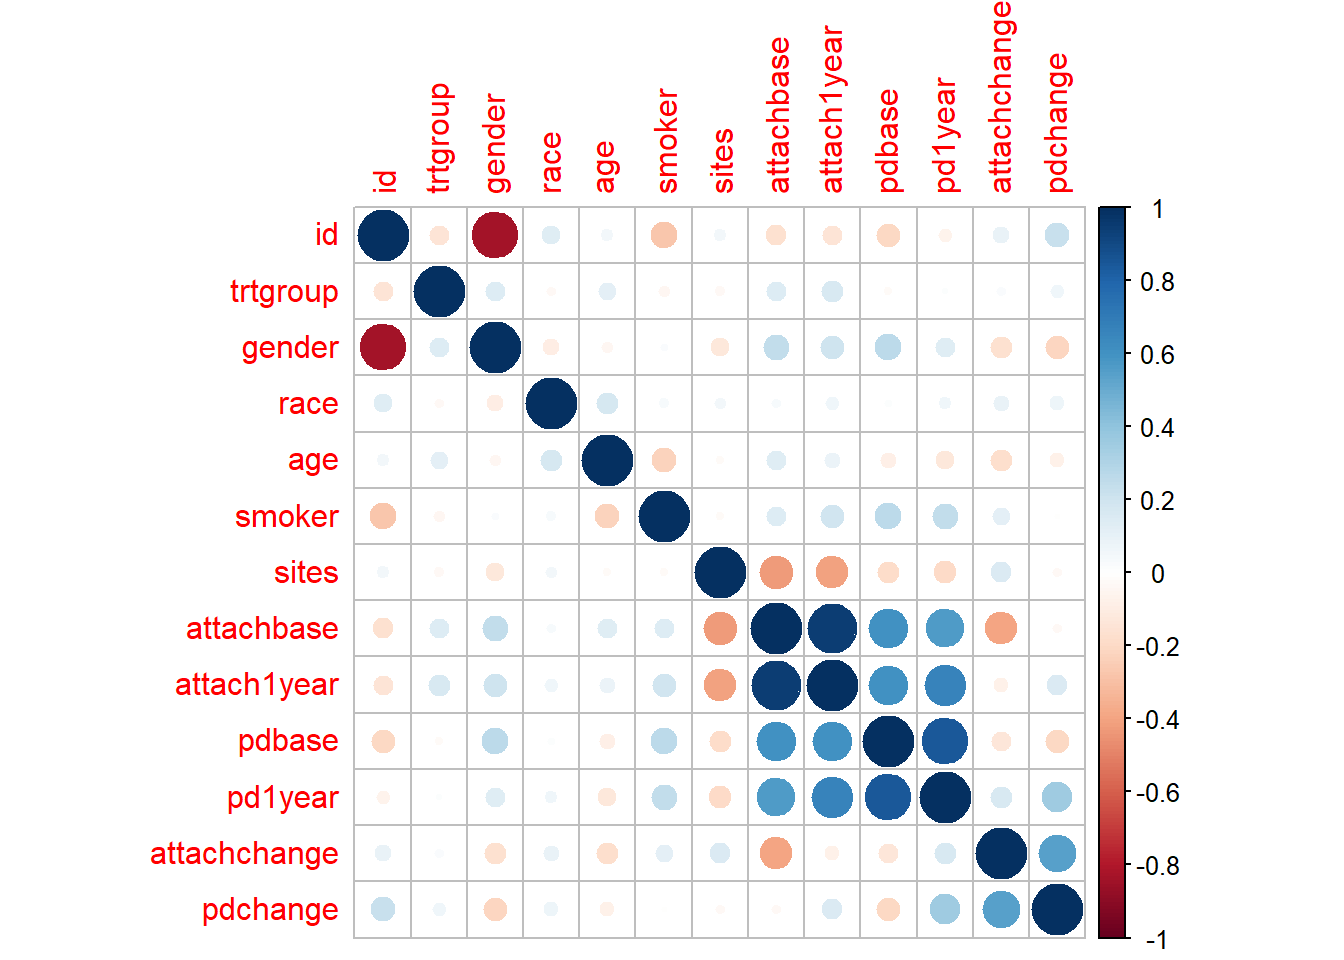 id
trtgroup
gender
race
age
smoker
sites
attachbase
attach1year
pdbase
pd1year
attachchange
pdchange
id
trtgroup
gender
race
age
smoker
sites
attachbase
attach1year
pdbase
pd1year
attachchange
pdchange
1
0.8
0.6
0.4
0.2
0
-0.2
-0.4
-0.6
-0.8
-1